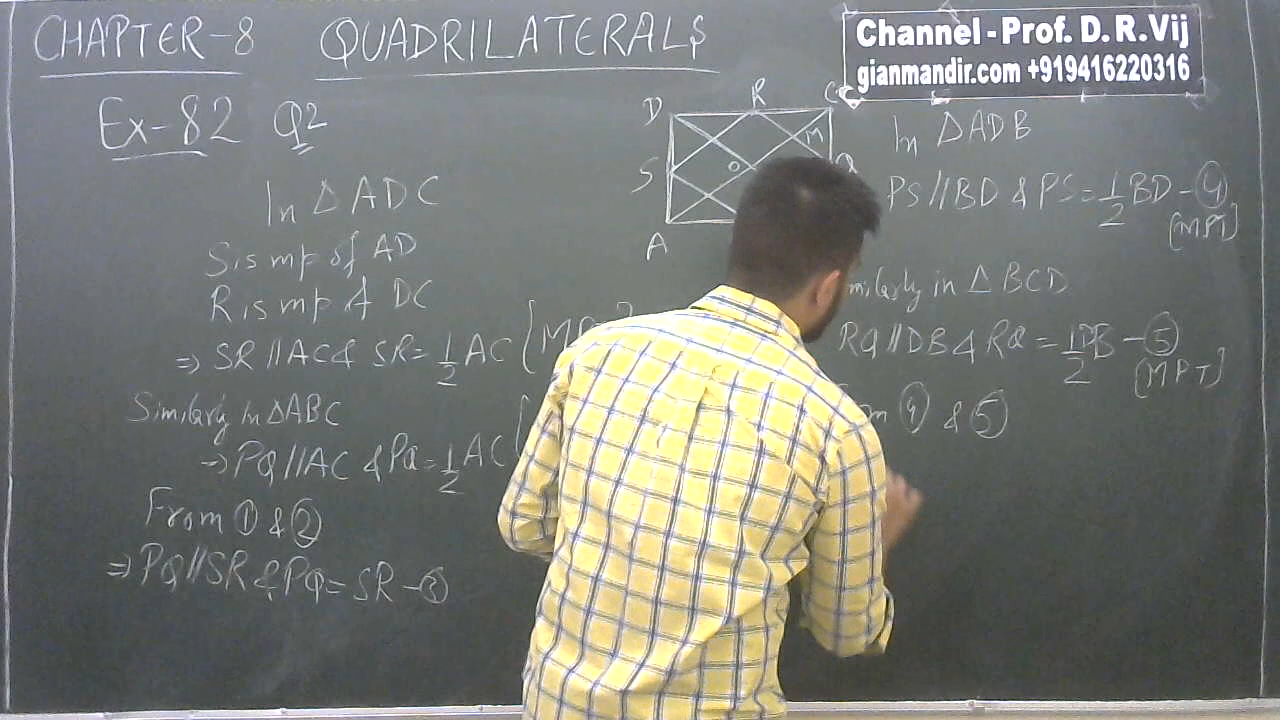 CHAPTER-8 QUADRILATERALS
Channel - Prof. D. R. Vij
gianmandir.com +919416220316
Ex-8.2 Q2
In △ADC
S is mp of AD
R is mp of DC
⇒ SR // AC & SR = 1/2 AC
Similarly in △ABC
⇒ PQ // AC & PQ = 1/2 AC
From ① & ②
⇒ PQ // SR & PQ = SR - ③
D R C
M
S O Q
A
In △ADB
PS // BD & PS = 1/2 BD - ④
[MPT]
milarly in △BCD
RQ // DB & RQ = 1/2 DB - ⑤
[MPT]
om ④ & ⑤